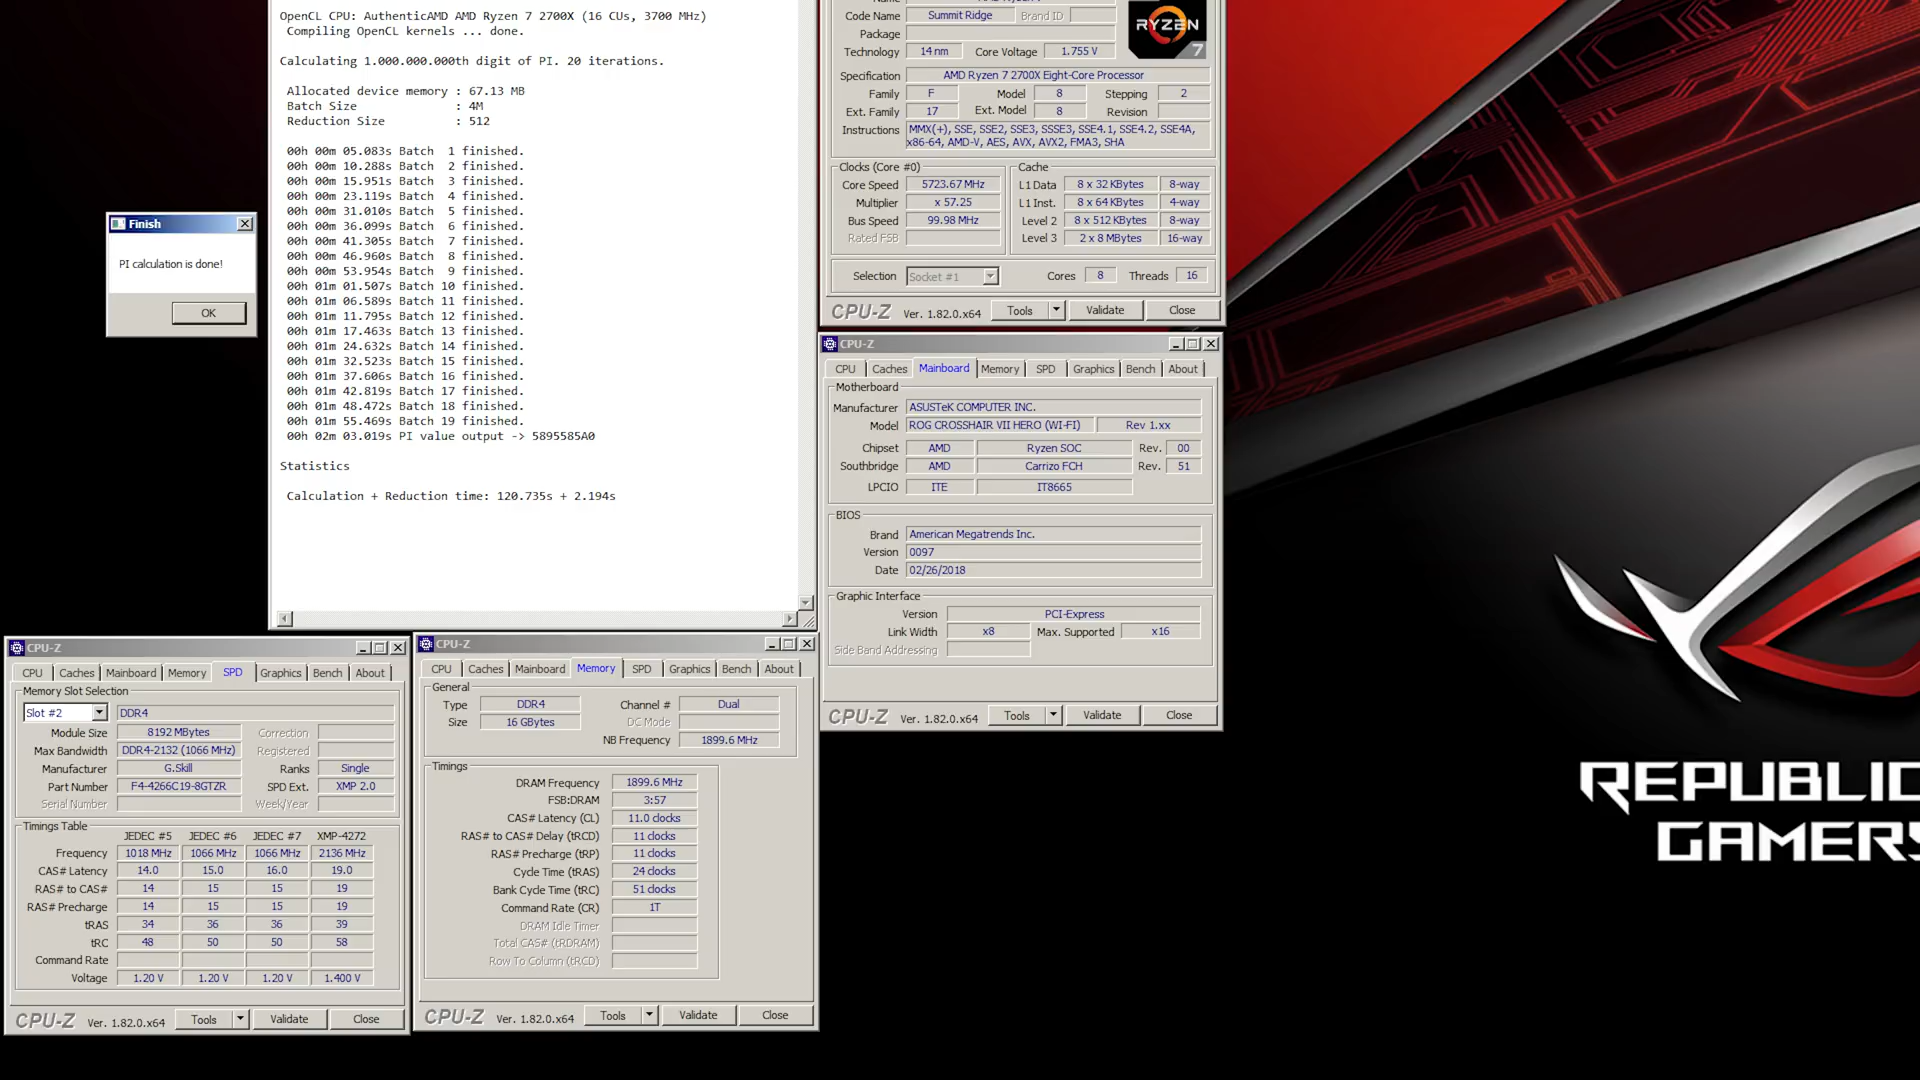 OpenCL CPU: AuthenticAMD AMD Ryzen 7 2700X (16 CUs, 3700 MHz)
Compiling OpenCL kernels ... done.
Calculating 1.000.000.000th digit of PI. 20 iterations.
Allocated device memory : 67.13 MB
Batch Size : 4M
Reduction Size : 512
00h 00m 05.083s Batch 1 finished.
00h 00m 10.288s Batch 2 finished.
00h 00m 15.951s Batch 3 finished.
00h 00m 23.119s Batch 4 finished.
00h 00m 31.010s Batch 5 finished.
00h 00m 36.099s Batch 6 finished.
00h 00m 41.305s Batch 7 finished.
00h 00m 46.960s Batch 8 finished.
00h 00m 53.954s Batch 9 finished.
00h 01m 01.507s Batch 10 finished.
00h 01m 06.589s Batch 11 finished.
00h 01m 11.795s Batch 12 finished.
00h 01m 17.463s Batch 13 finished.
00h 01m 24.632s Batch 14 finished.
00h 01m 32.523s Batch 15 finished.
00h 01m 37.606s Batch 16 finished.
00h 01m 42.819s Batch 17 finished.
00h 01m 48.472s Batch 18 finished.
00h 01m 55.469s Batch 19 finished.
00h 02m 03.019s PI value output -> 5895585A0
Statistics
Calculation + Reduction time: 120.735s + 2.194s
Finish
PI calculation is done!
OK
Code Name Summit Ridge Brand ID
Package
Technology 14 nm Core Voltage 1.755 V
RYZEN
7
Specification AMD Ryzen 7 2700X Eight-Core Processor
Family F Model 8 Stepping 2
Ext. Family 17 Ext. Model 8 Revision
Instructions MMX(+), SSE, SSE2, SSE3, SSSE3, SSE4.1, SSE4.2, SSE4A,
x86-64, AMD-V, AES, AVX, AVX2, FMA3, SHA
Clocks (Core #0) Cache
Core Speed 5723.67 MHz L1 Data 8 x 32 KBytes 8-way
Multiplier x 57.25 L1 Inst. 8 x 64 KBytes 4-way
Bus Speed 99.98 MHz Level 2 8 x 512 KBytes 8-way
Rated FSB Level 3 2 x 8 MBytes 16-way
Selection Socket #1 Cores 8 Threads 16
CPU-Z Ver. 1.82.0.x64 Tools Validate Close
CPU-Z
CPU Caches Mainboard Memory SPD Graphics Bench About
Motherboard
Manufacturer ASUSTeK COMPUTER INC.
Model ROG CROSSHAIR VII HERO (WI-FI) Rev 1.xx
Chipset AMD Ryzen SOC Rev. 00
Southbridge AMD Carrizo FCH Rev. 51
LPCIO ITE IT8665
BIOS
Brand American Megatrends Inc.
Version 0097
Date 02/26/2018
Graphic Interface
Version PCI-Express
Link Width x8 Max. Supported x16
Side Band Addressing
CPU-Z Ver. 1.82.0.x64 Tools Validate Close
CPU-Z
CPU Caches Mainboard Memory SPD Graphics Bench About
Memory Slot Selection
Slot #2 DDR4
Module Size 8192 MBytes Correction
Max Bandwidth DDR4-2132 (1066 MHz) Registered
Manufacturer G.Skill Ranks Single
Part Number F4-4266C19-8GTZR SPD Ext. XMP 2.0
Serial Number Week/Year
Timings Table
JEDEC #5 JEDEC #6 JEDEC #7 XMP-4272
Frequency 1018 MHz 1066 MHz 1066 MHz 2136 MHz
CAS# Latency 14.0 15.0 16.0 19.0
RAS# to CAS# 14 15 15 19
RAS# Precharge 14 15 15 19
tRAS 34 36 36 39
tRC 48 50 50 58
Command Rate
Voltage 1.20 V 1.20 V 1.20 V 1.400 V
CPU-Z Ver. 1.82.0.x64 Tools Validate Close
CPU-Z
CPU Caches Mainboard Memory SPD Graphics Bench About
General
Type DDR4 Channel # Dual
Size 16 GBytes DC Mode
NB Frequency 1899.6 MHz
Timings
DRAM Frequency 1899.6 MHz
FSB:DRAM 3:57
CAS# Latency (CL) 11.0 clocks
RAS# to CAS# Delay (tRCD) 11 clocks
RAS# Precharge (tRP) 11 clocks
Cycle Time (tRAS) 24 clocks
Bank Cycle Time (tRC) 51 clocks
Command Rate (CR) 1T
DRAM Idle Timer
Total CAS# (tRDRAM)
Row To Column (tRCD)
CPU-Z Ver. 1.82.0.x64 Tools Validate Close
REPUBLIC
GAMERS